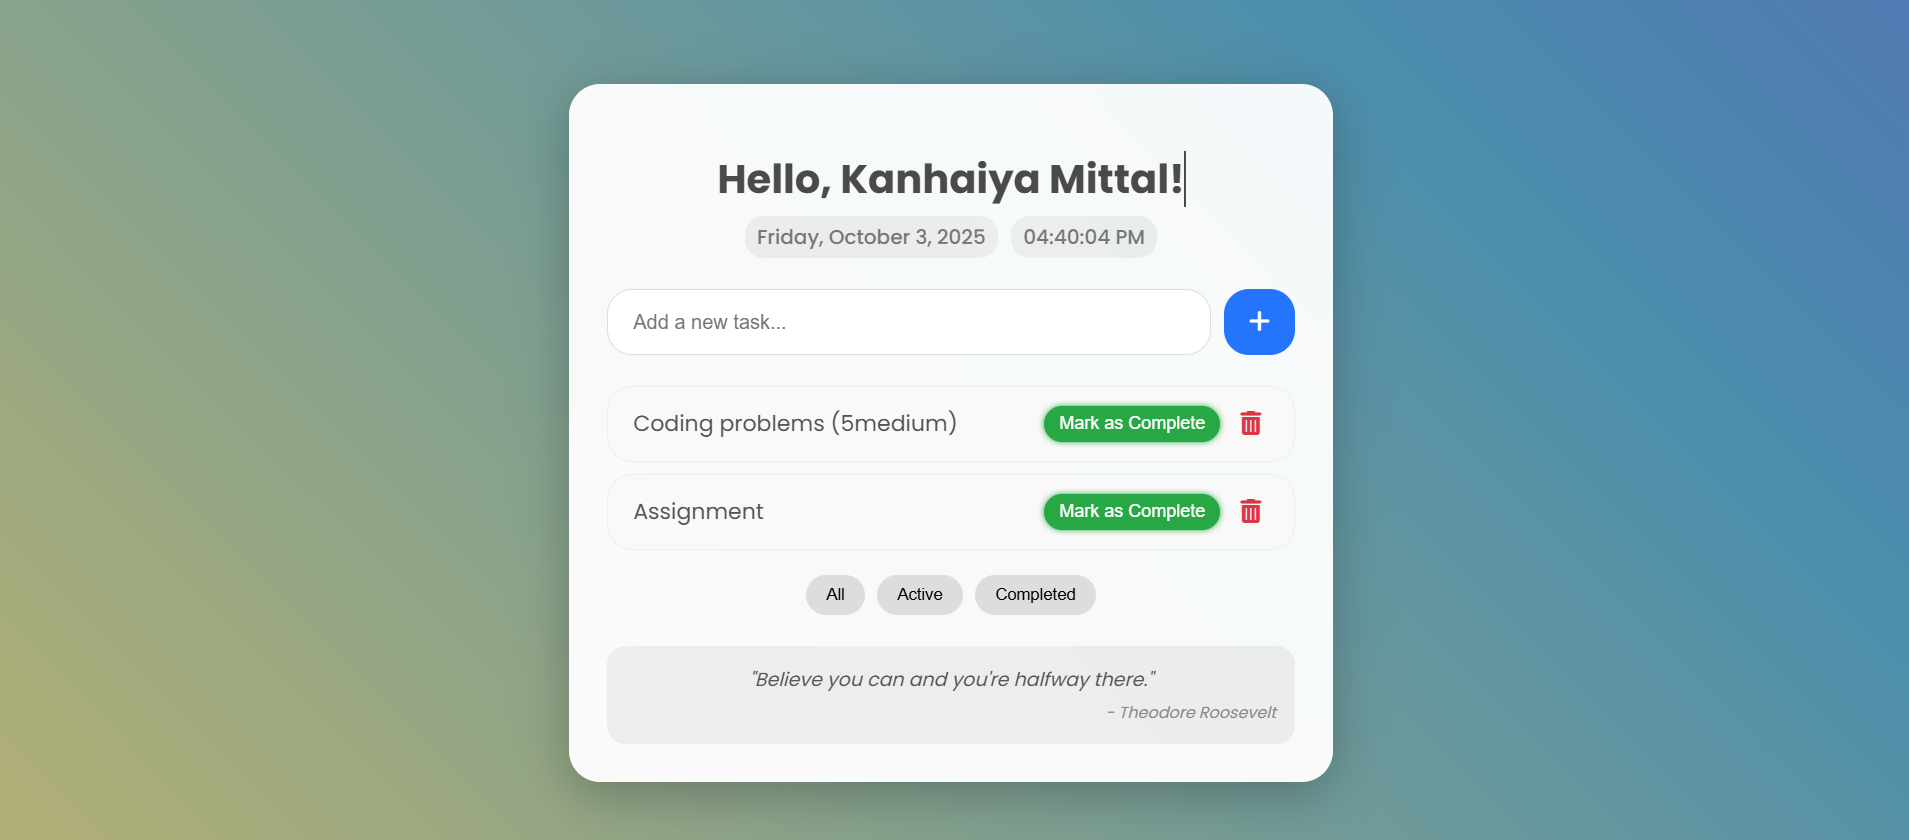 Hello, Kanhaiya Mittal!
Friday, October 3, 2025 04:40:04 PM
Add a new task...
Coding problems (5medium) Mark as Complete
Assignment Mark as Complete
All Active Completed
"Believe you can and you're halfway there."
- Theodore Roosevelt